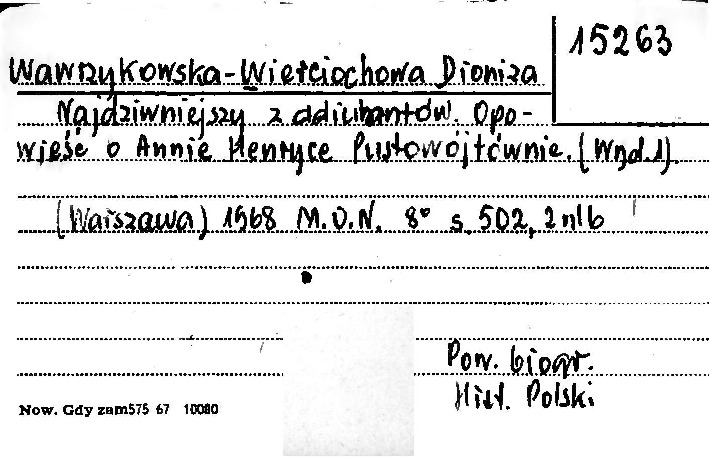 15263
Wawrzykowska-Wierciochowa Dioniza
Najdziwniejszy z adiutantów. Opo-
wieść o Annie Henryce Pustowójtównie. (Wyd. 1).
(Warszawa) 1968 M.O.N. 8° s. 502, 2 nlb
Pow. biogr.
Hist. Polski
Now. Gdy zam575 67 10080